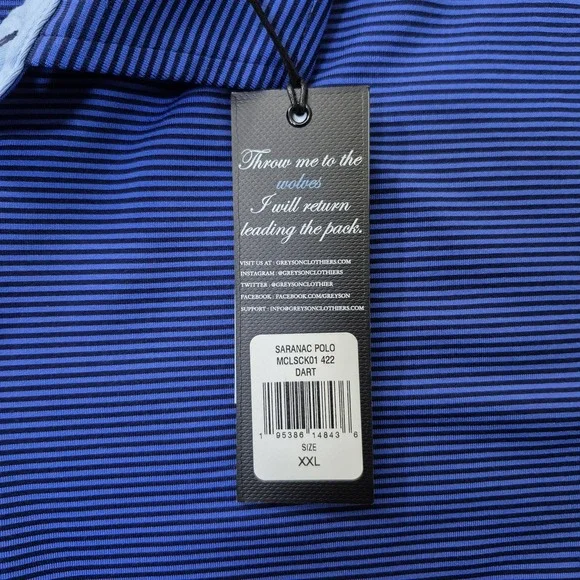 Throw me to the
wolves
I will return
leading the pack.
VISIT US AT : GREYSONCLOTHIERS.COM
INSTAGRAM : @GREYSONCLOTHIERS
TWITTER : @GREYSONCLOTHIER
FACEBOOK : FACEBOOK.COM/GREYSON
SUPPORT : INFO@GREYSONCLOTHIERS.COM
SARANAC POLO
MCLSCK01 422
DART
1 95386 14843 6
SIZE
XXL